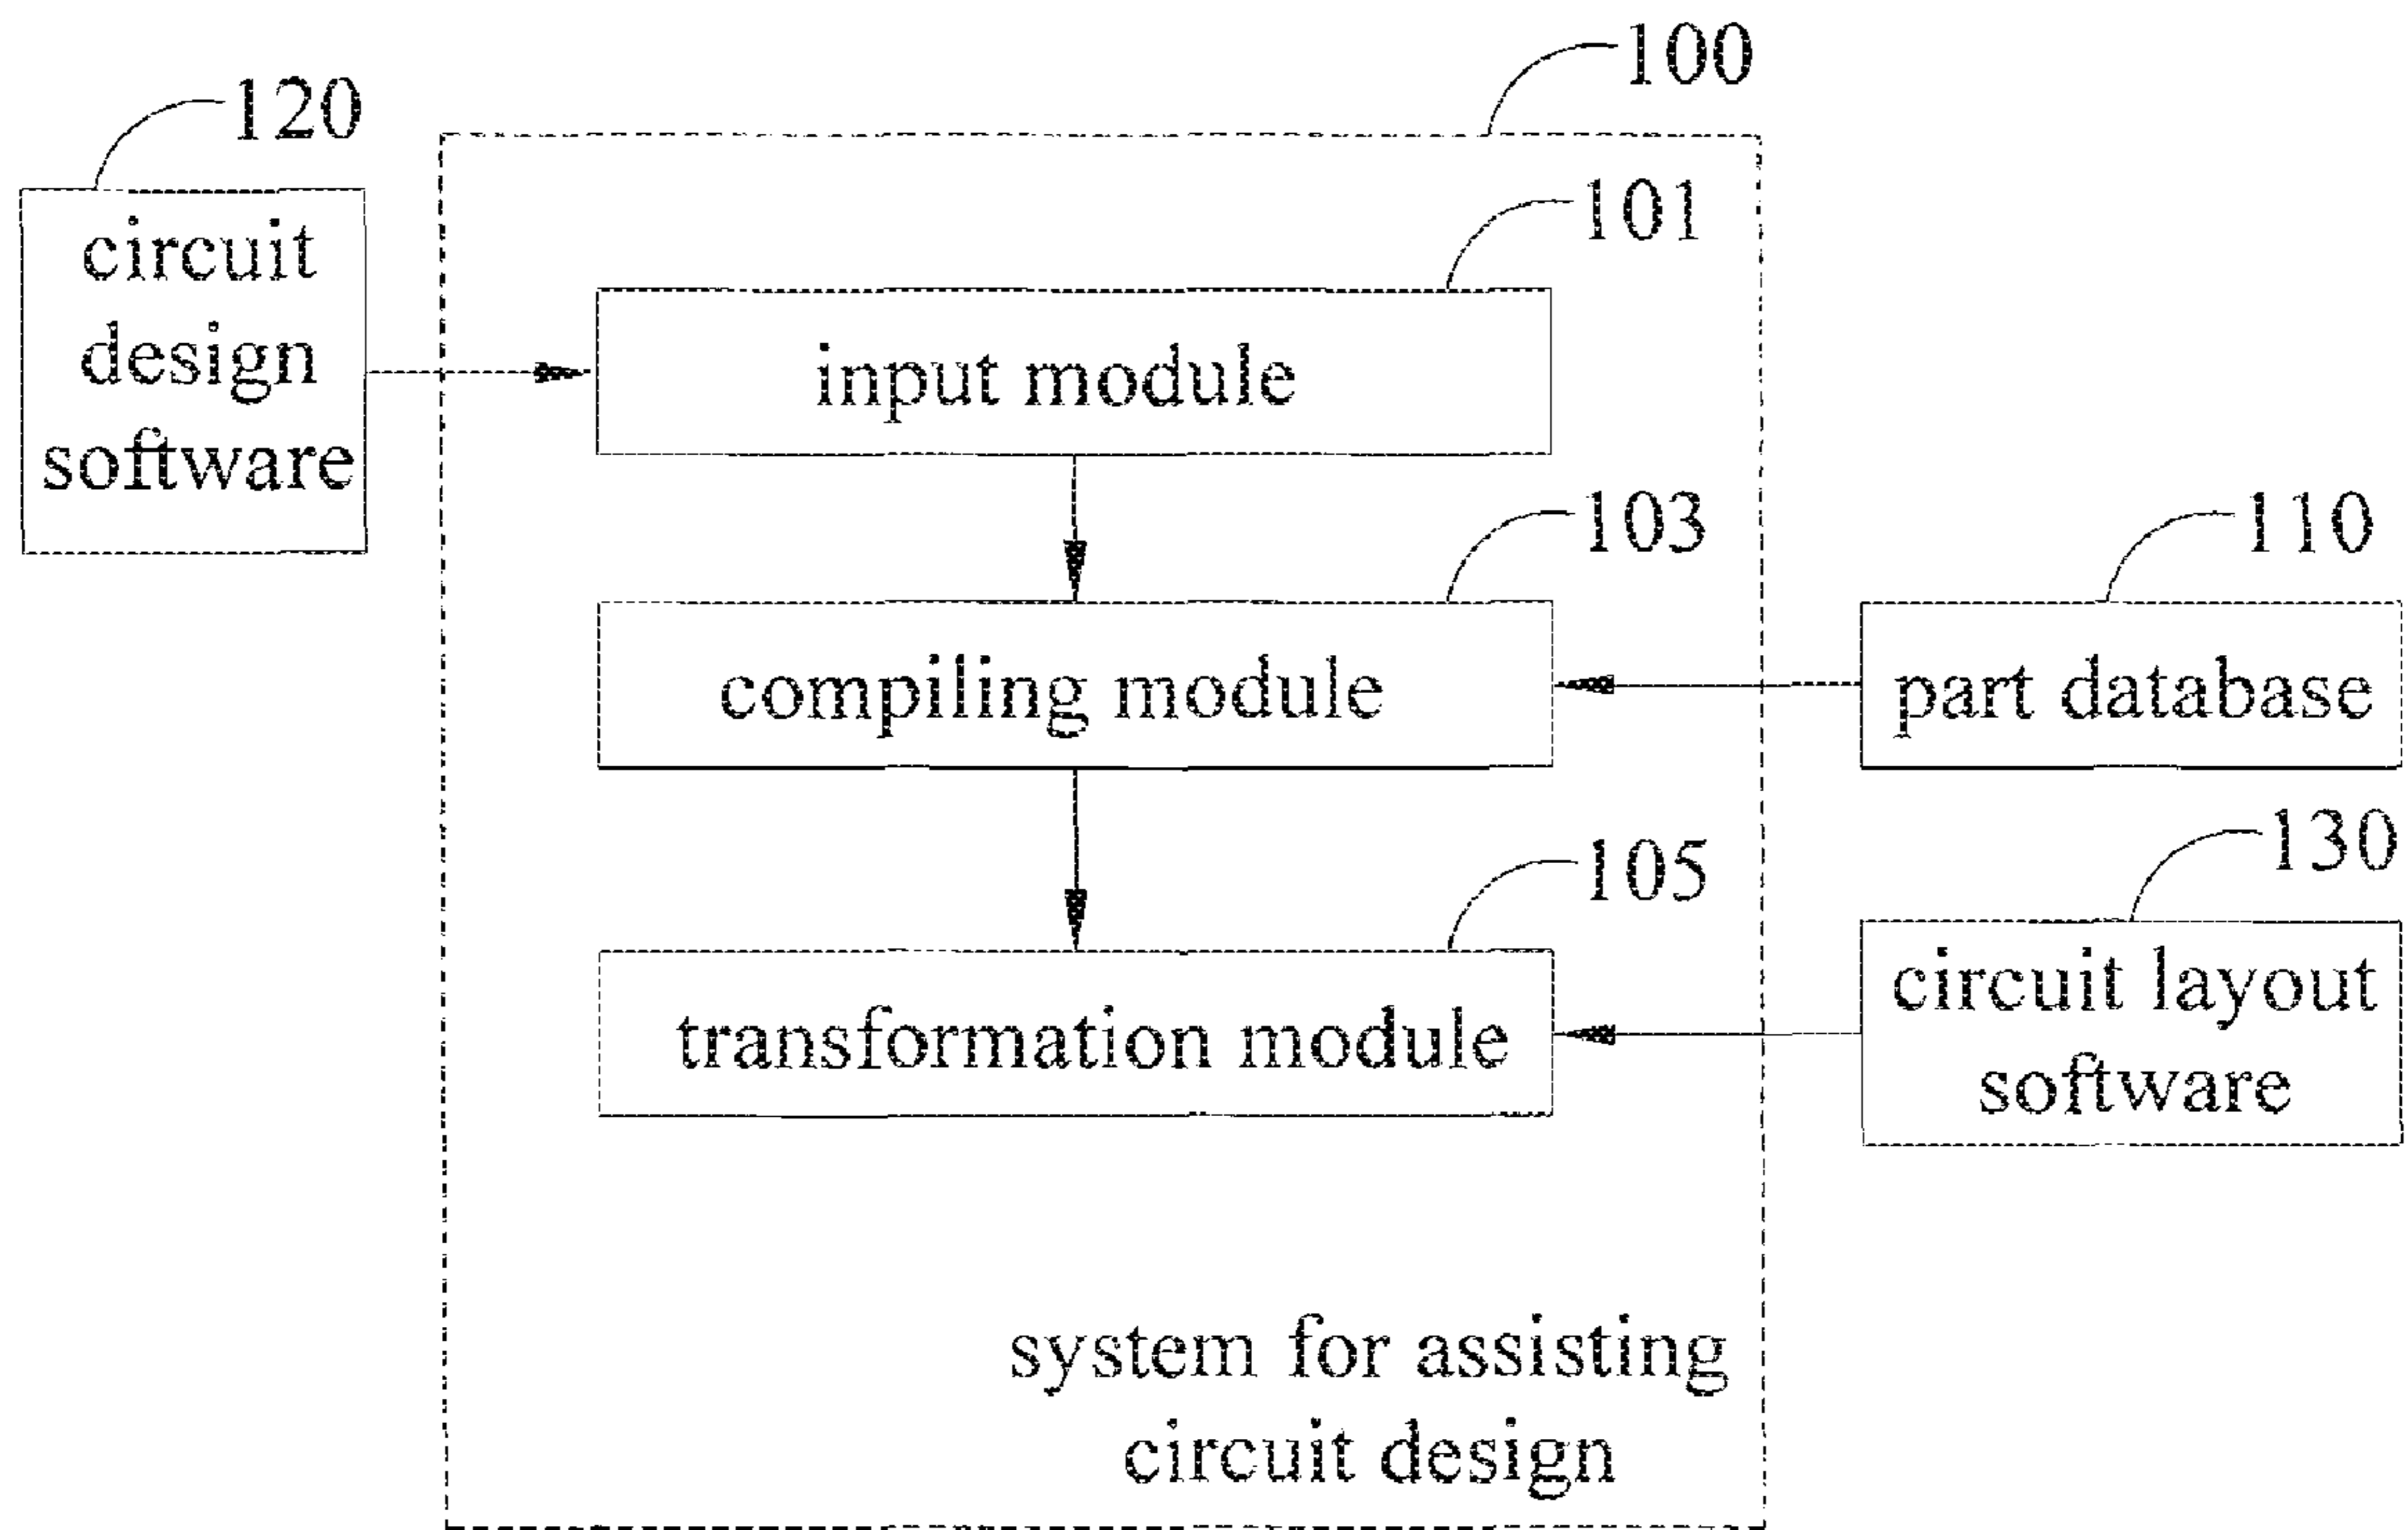 100
120
101
circuit
design
software
input module
103
110
compiling module
part database
105
130
transformation module
circuit layout
software
system for assisting
circuit design